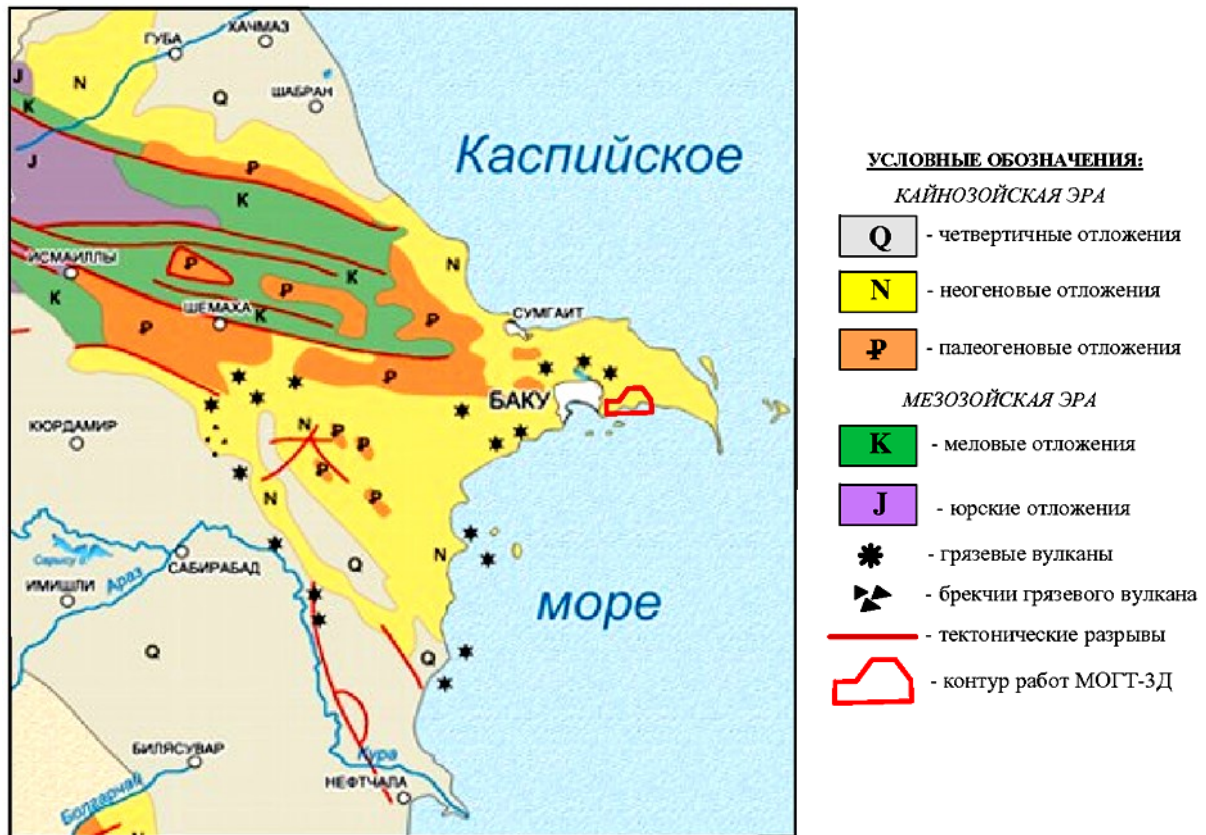 ХАЧМАЗ
ГУБА
J
N
ШАБРАН
Q
K
J
P
K
N
ИСМАИЛЛЫ
P
K
P
K
ШЕМАХА
K
P
P
СУМГАИТ
P
БАКУ
КЮРДАМИР
N
P
P
P
P
N
N
Q
Сарысу
САБИРАБАД
Араз
ИМИШЛИ
Q
Q
БИЛЯСУВАР
Кура
НЕФТЧАЛА
Болгарчай
N
Каспийское
море
УСЛОВНЫЕ ОБОЗНАЧЕНИЯ:
КАЙНОЗОЙСКАЯ ЭРА
Q - четвертичные отложения
N - неогеновые отложения
P - палеогеновые отложения
МЕЗОЗОЙСКАЯ ЭРА
K - меловые отложения
J - юрские отложения
- грязевые вулканы
- брекчии грязевого вулкана
- тектонические разрывы
- контур работ МОГТ-3Д